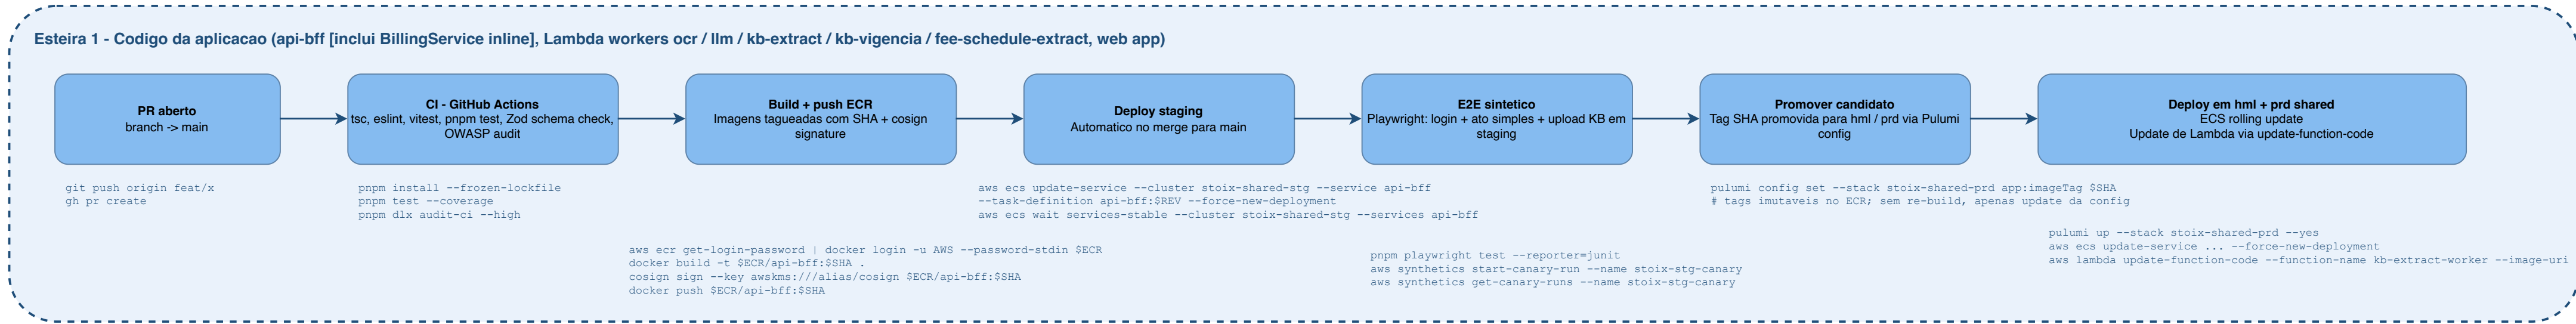 Esteira 1 - Codigo da aplicacao (api-bff [inclui BillingService inline], Lambda workers ocr / llm / kb-extract / kb-vigencia / fee-schedule-extract, web app)
PR aberto
branch -> main
git push origin feat/x
gh pr create
CI - GitHub Actions
tsc, eslint, vitest, pnpm test, Zod schema check,
OWASP audit
pnpm install --frozen-lockfile
pnpm test --coverage
pnpm dlx audit-ci --high
Build + push ECR
Imagens tagueadas com SHA + cosign
signature
aws ecr get-login-password | docker login -u AWS --password-stdin $ECR
docker build -t $ECR/api-bff:$SHA .
cosign sign --key awskms:///alias/cosign $ECR/api-bff:$SHA
docker push $ECR/api-bff:$SHA
Deploy staging
Automatico no merge para main
aws ecs update-service --cluster stoix-shared-stg --service api-bff
--task-definition api-bff:$REV --force-new-deployment
aws ecs wait services-stable --cluster stoix-shared-stg --services api-bff
E2E sintetico
Playwright: login + ato simples + upload KB em
staging
pnpm playwright test --reporter=junit
aws synthetics start-canary-run --name stoix-stg-canary
aws synthetics get-canary-runs --name stoix-stg-canary
Promover candidato
Tag SHA promovida para hml / prd via Pulumi
config
pulumi config set --stack stoix-shared-prd app:imageTag $SHA
# tags imutaveis no ECR; sem re-build, apenas update da config
Deploy em hml + prd shared
ECS rolling update
Update de Lambda via update-function-code
pulumi up --stack stoix-shared-prd --yes
aws ecs update-service ... --force-new-deployment
aws lambda update-function-code --function-name kb-extract-worker --image-uri